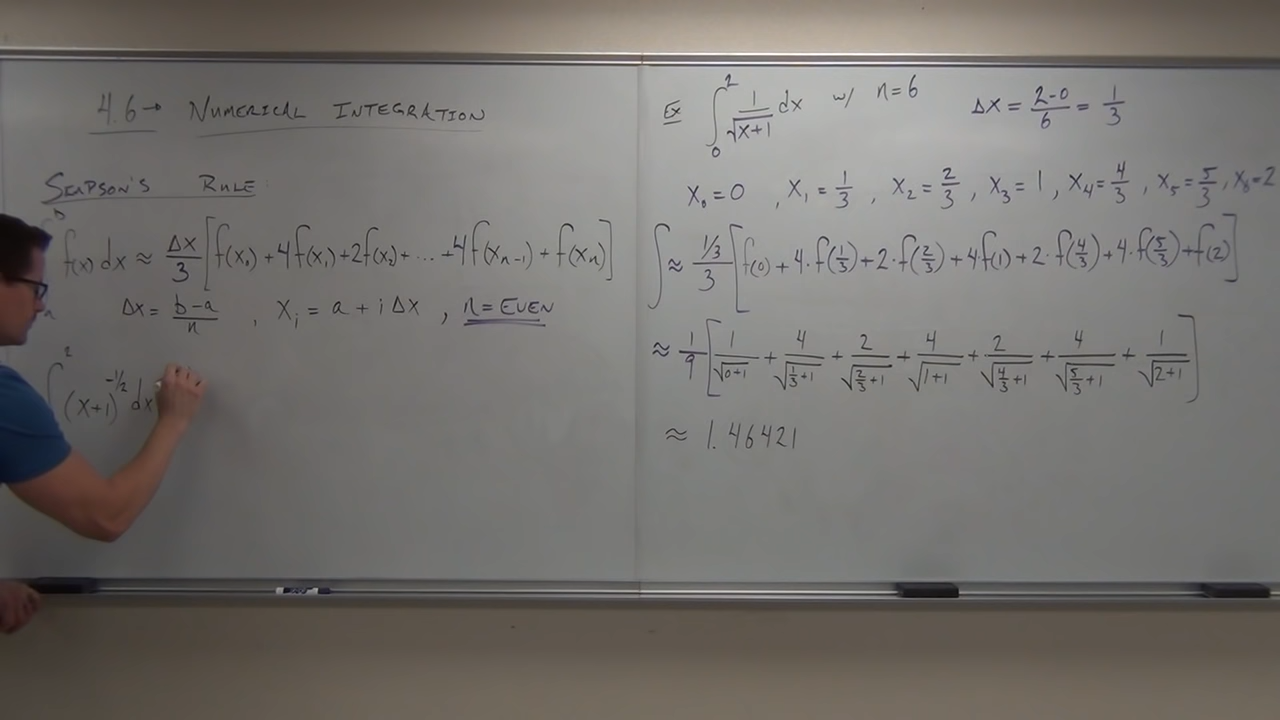 4.6 → NUMERICAL INTEGRATION
SIMPSON'S RULE
∫ₐᵇ f(x) dx ≈ Δx/3 [f(x₀) + 4f(x₁) + 2f(x₂) + ... + 4f(xₙ₋₁) + f(xₙ)]
Δx = b-a/n , xᵢ = a + i Δx , n = EVEN
∫² (x+1)^(-1/2) dx
Ex ∫₀² 1/√(x+1) dx w/ n=6 Δx = 2-0/6 = 1/3
x₀ = 0 , x₁ = 1/3 , x₂ = 2/3 , x₃ = 1 , x₄ = 4/3 , x₅ = 5/3 , x₆ = 2
∫ ≈ (1/3)/3 [f(0) + 4·f(1/3) + 2·f(2/3) + 4f(1) + 2·f(4/3) + 4·f(5/3) + f(2)]
≈ 1/9 [1/√(0+1) + 4/√(1/3+1) + 2/√(2/3+1) + 4/√(1+1) + 2/√(4/3+1) + 4/√(5/3+1) + 1/√(2+1)]
≈ 1.46421